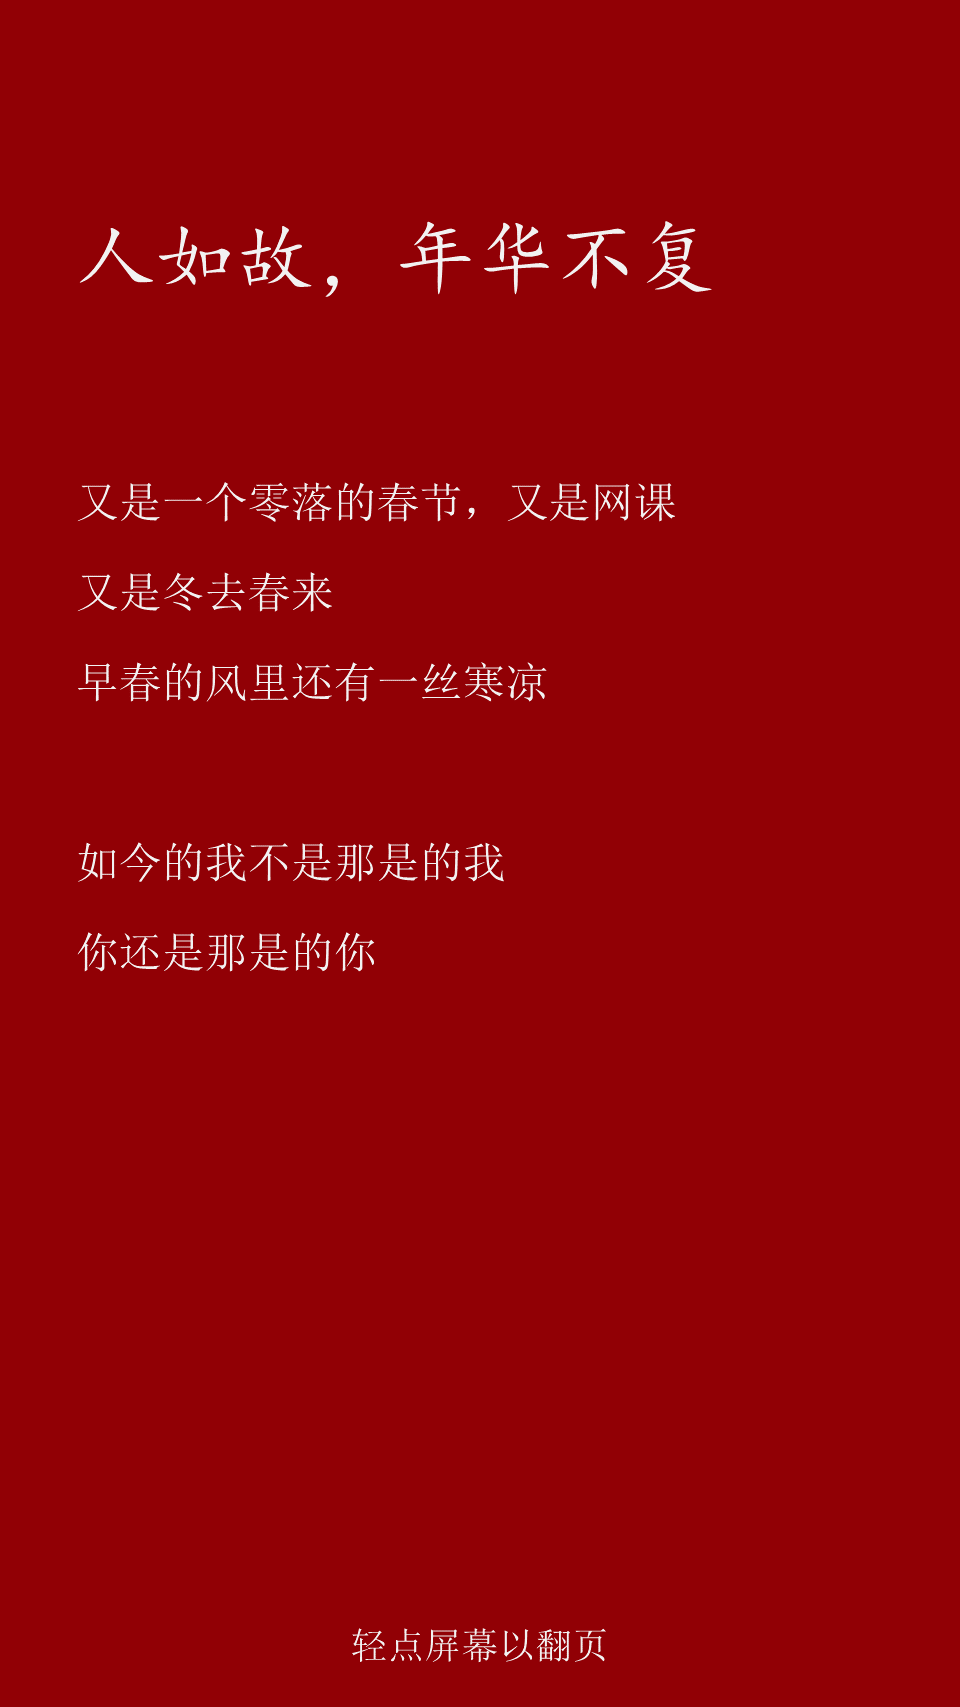 人如故，年华不复
又是一个零落的春节，又是网课
又是冬去春来
早春的风里还有一丝寒凉
如今的我不是那是的我
你还是那是的你
轻点屏幕以翻页